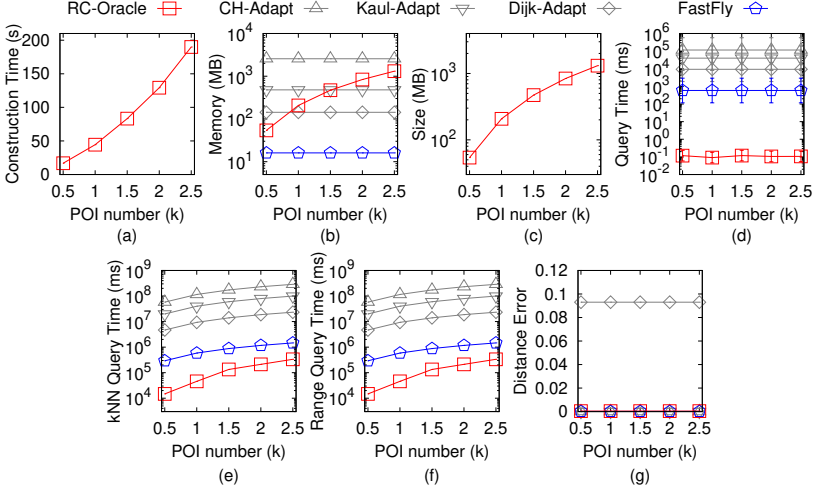 RC-Oracle CH-Adapt Kaul-Adapt Dijk-Adapt FastFly
Construction Time (s)
200
150
100
50
0
0.5 1 1.5 2 2.5
POI number (k)
(a)
Memory (MB)
10^4
10^3
10^2
10^1
0.5 1 1.5 2 2.5
POI number (k)
(b)
Size (MB)
10^3
10^2
0.5 1 1.5 2 2.5
POI number (k)
(c)
Query Time (ms)
10^6
10^5
10^4
10^3
10^2
10^1
10^0
10^-1
10^-2
0.5 1 1.5 2 2.5
POI number (k)
(d)
kNN Query Time (ms)
10^9
10^8
10^7
10^6
10^5
10^4
0.5 1 1.5 2 2.5
POI number (k)
(e)
Range Query Time (ms)
10^9
10^8
10^7
10^6
10^5
10^4
0.5 1 1.5 2 2.5
POI number (k)
(f)
Distance Error
0.12
0.1
0.08
0.06
0.04
0.02
0
0.5 1 1.5 2 2.5
POI number (k)
(g)